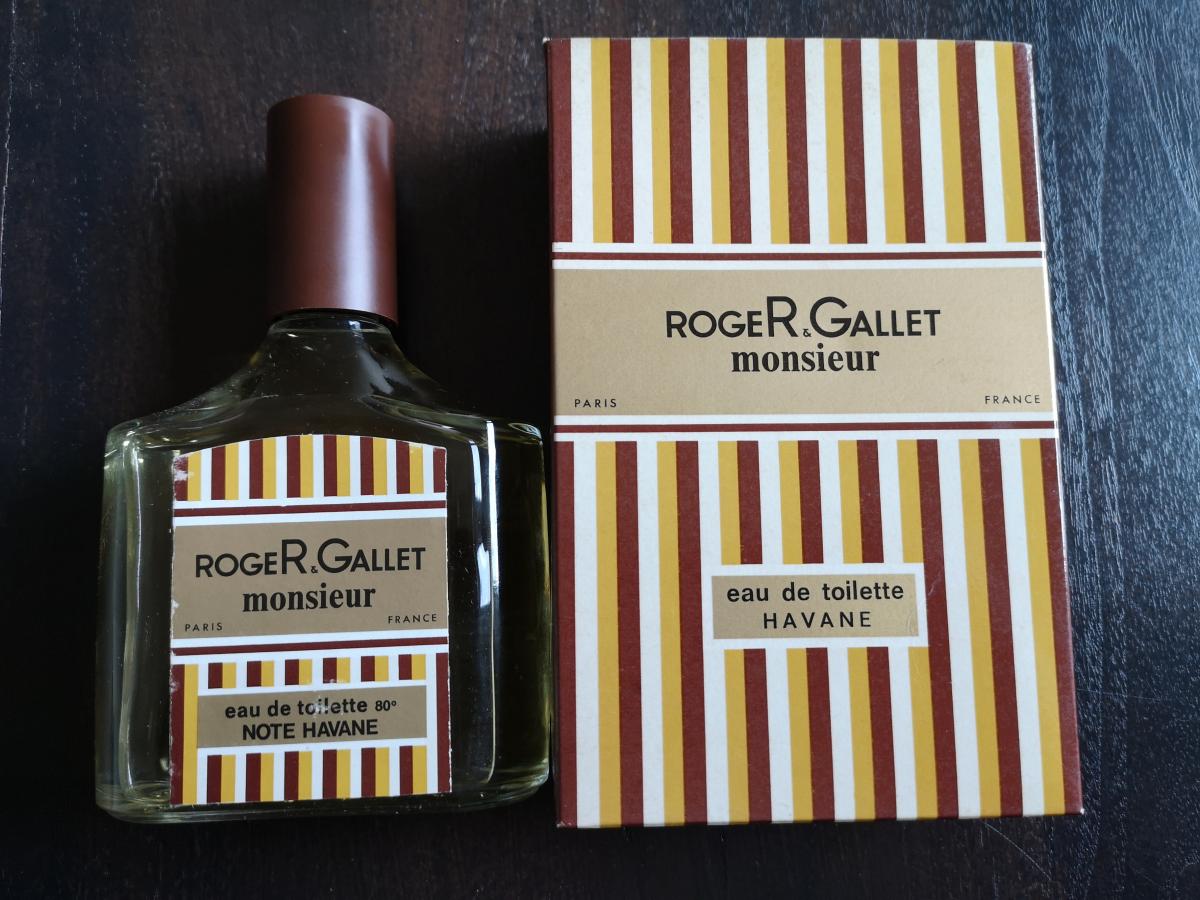 ROGER & GALLET
monsieur
PARIS FRANCE
eau de toilette 80°
NOTE HAVANE
ROGER & GALLET
monsieur
PARIS FRANCE
eau de toilette
HAVANE